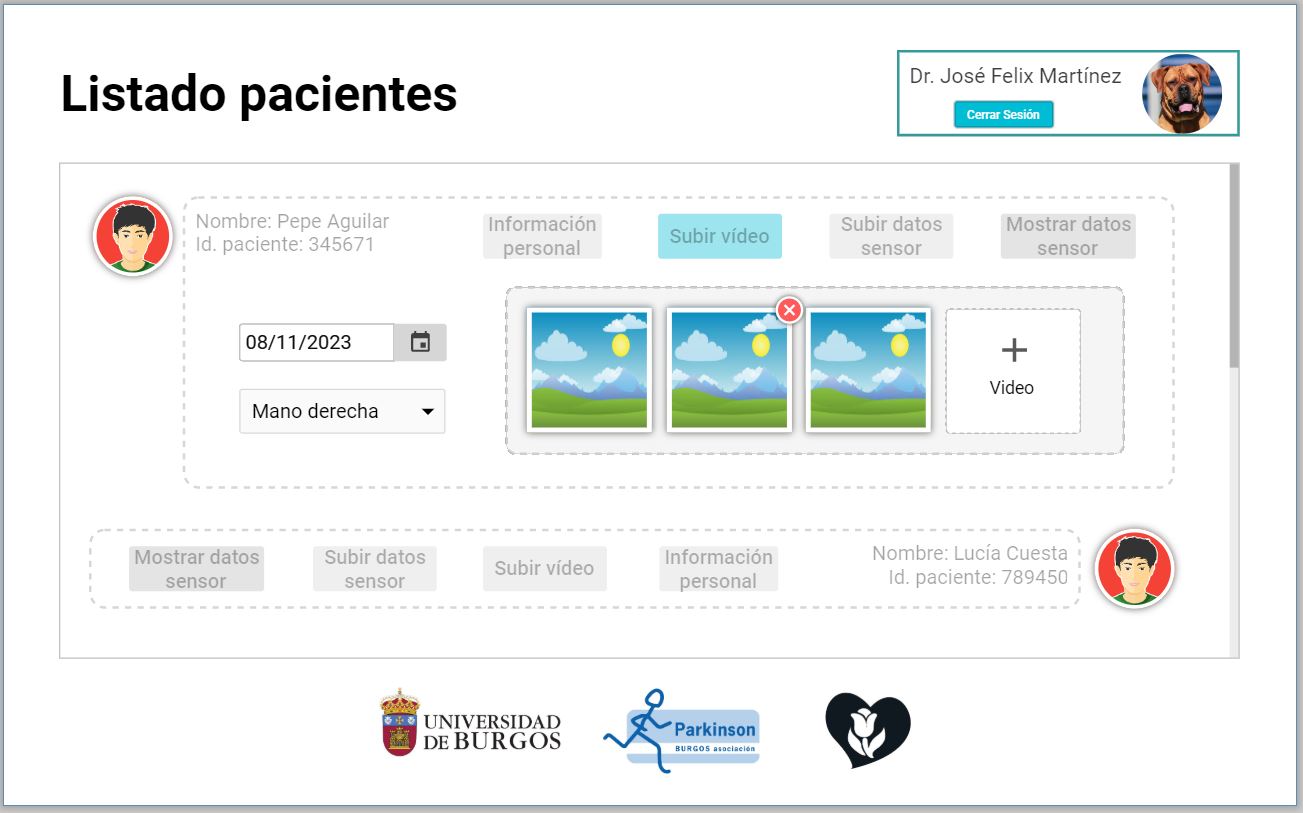 Listado pacientes
Dr. José Felix Martínez
Cerrar Sesión
Nombre: Pepe Aguilar
Id. paciente: 345671
Información
personal
Subir vídeo
Subir datos
sensor
Mostrar datos
sensor
08/11/2023
Mano derecha
Video
Mostrar datos
sensor
Subir datos
sensor
Subir vídeo
Información
personal
Nombre: Lucía Cuesta
Id. paciente: 789450
UNIVERSIDAD
DE BURGOS
Parkinson
BURGOS asociación